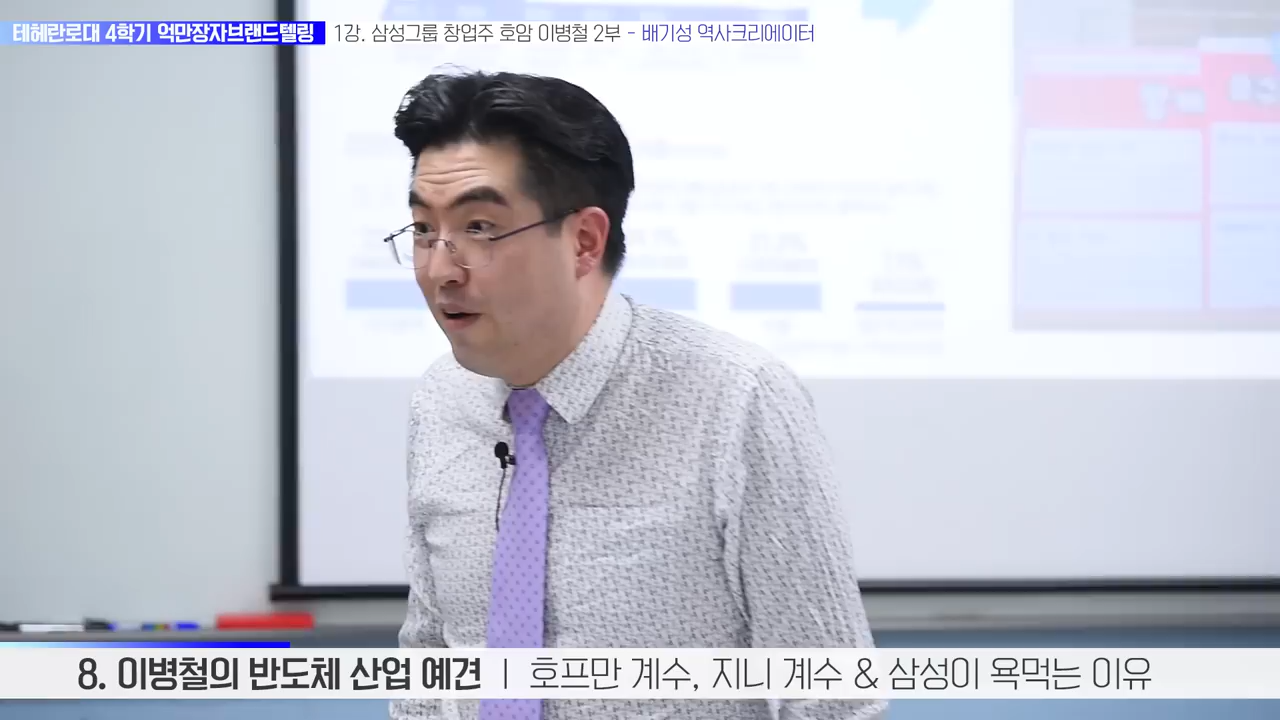 테헤란로대 4학기 억만장자브랜드텔링 1강. 삼성그룹 창업주 호암 이병철 2부 - 배기성 역사크리에이터
8. 이병철의 반도체 산업 예견 | 호프만 계수, 지니 계수 & 삼성이 욕먹는 이유